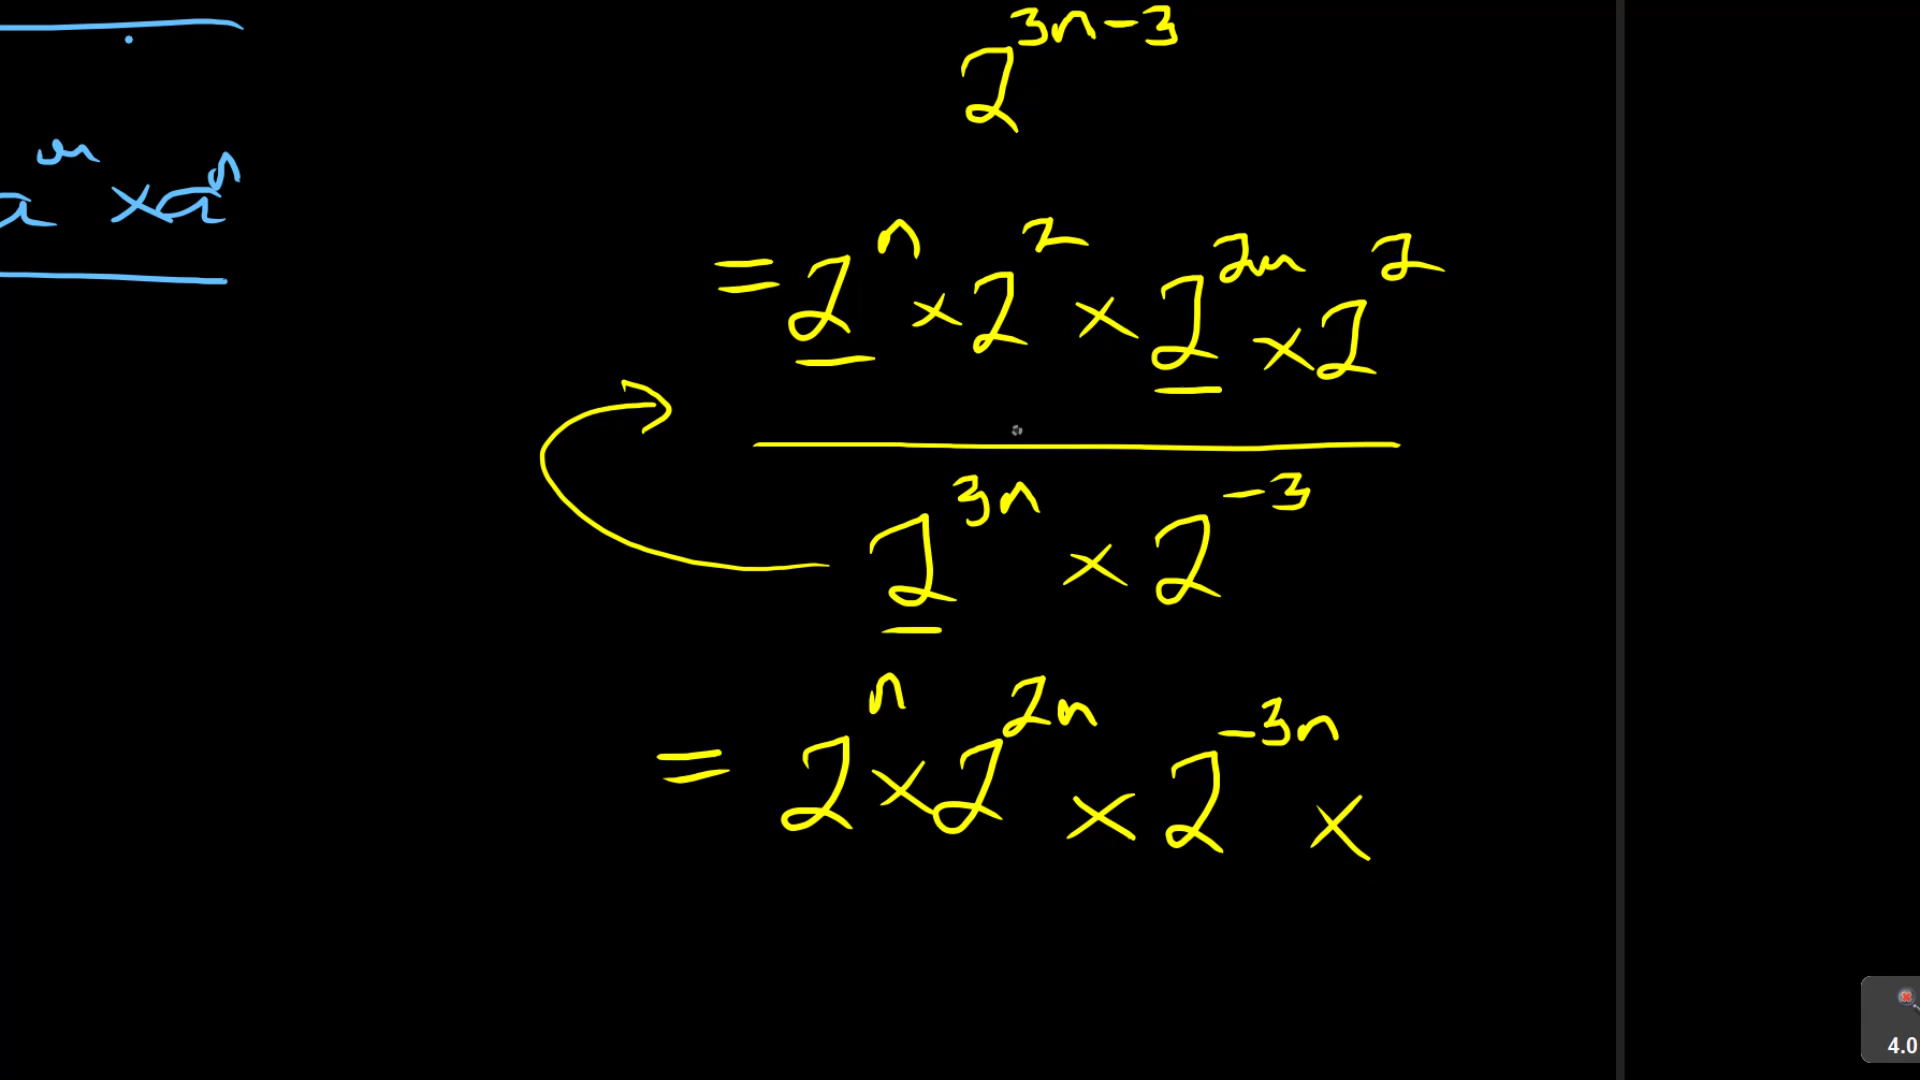 2^{3n-3}
a^m × a^n
= 2^n × 2^2 × 2^{2n} × 2^2
2^{3n} × 2^{-3}
= 2^n × 2^{2n} × 2^{-3n} ×
4.0